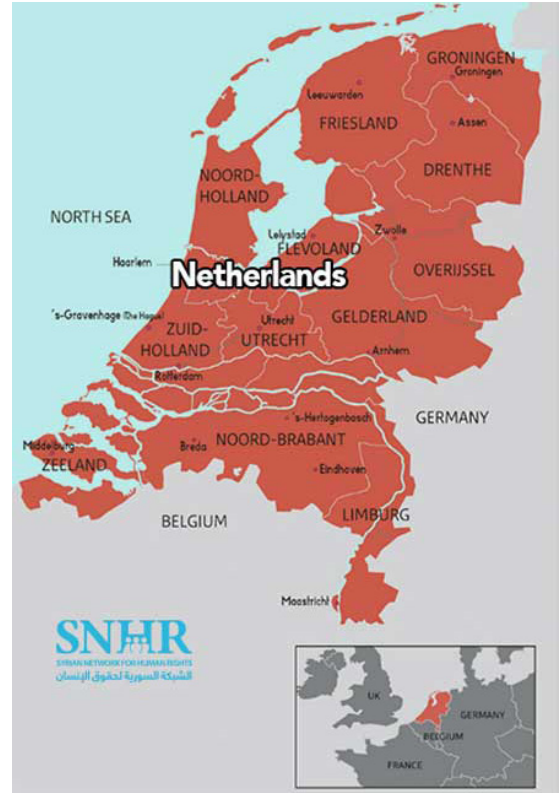 GRONINGEN
Groningen
Leeuwarden
FRIESLAND
Assen
DRENTHE
NOORD-
HOLLAND
NORTH SEA
Lelystad
Zwolle
FLEVOLAND
Haarlem
OVERIJSSEL
Netherlands
's-Gravenhage (The Hague)
GELDERLAND
ZUID-
HOLLAND
Utrecht
UTRECHT
Arnhem
Rotterdam
GERMANY
's-Hertogenbosch
Middelburg
Breda
NOORD-BRABANT
ZEELAND
Eindhoven
BELGIUM
LIMBURG
Maastricht
SNHR
SYRIAN NETWORK FOR HUMAN RIGHTS
الشبكة السورية لحقوق الإنسان
UK
GERMANY
BELGIUM
FRANCE